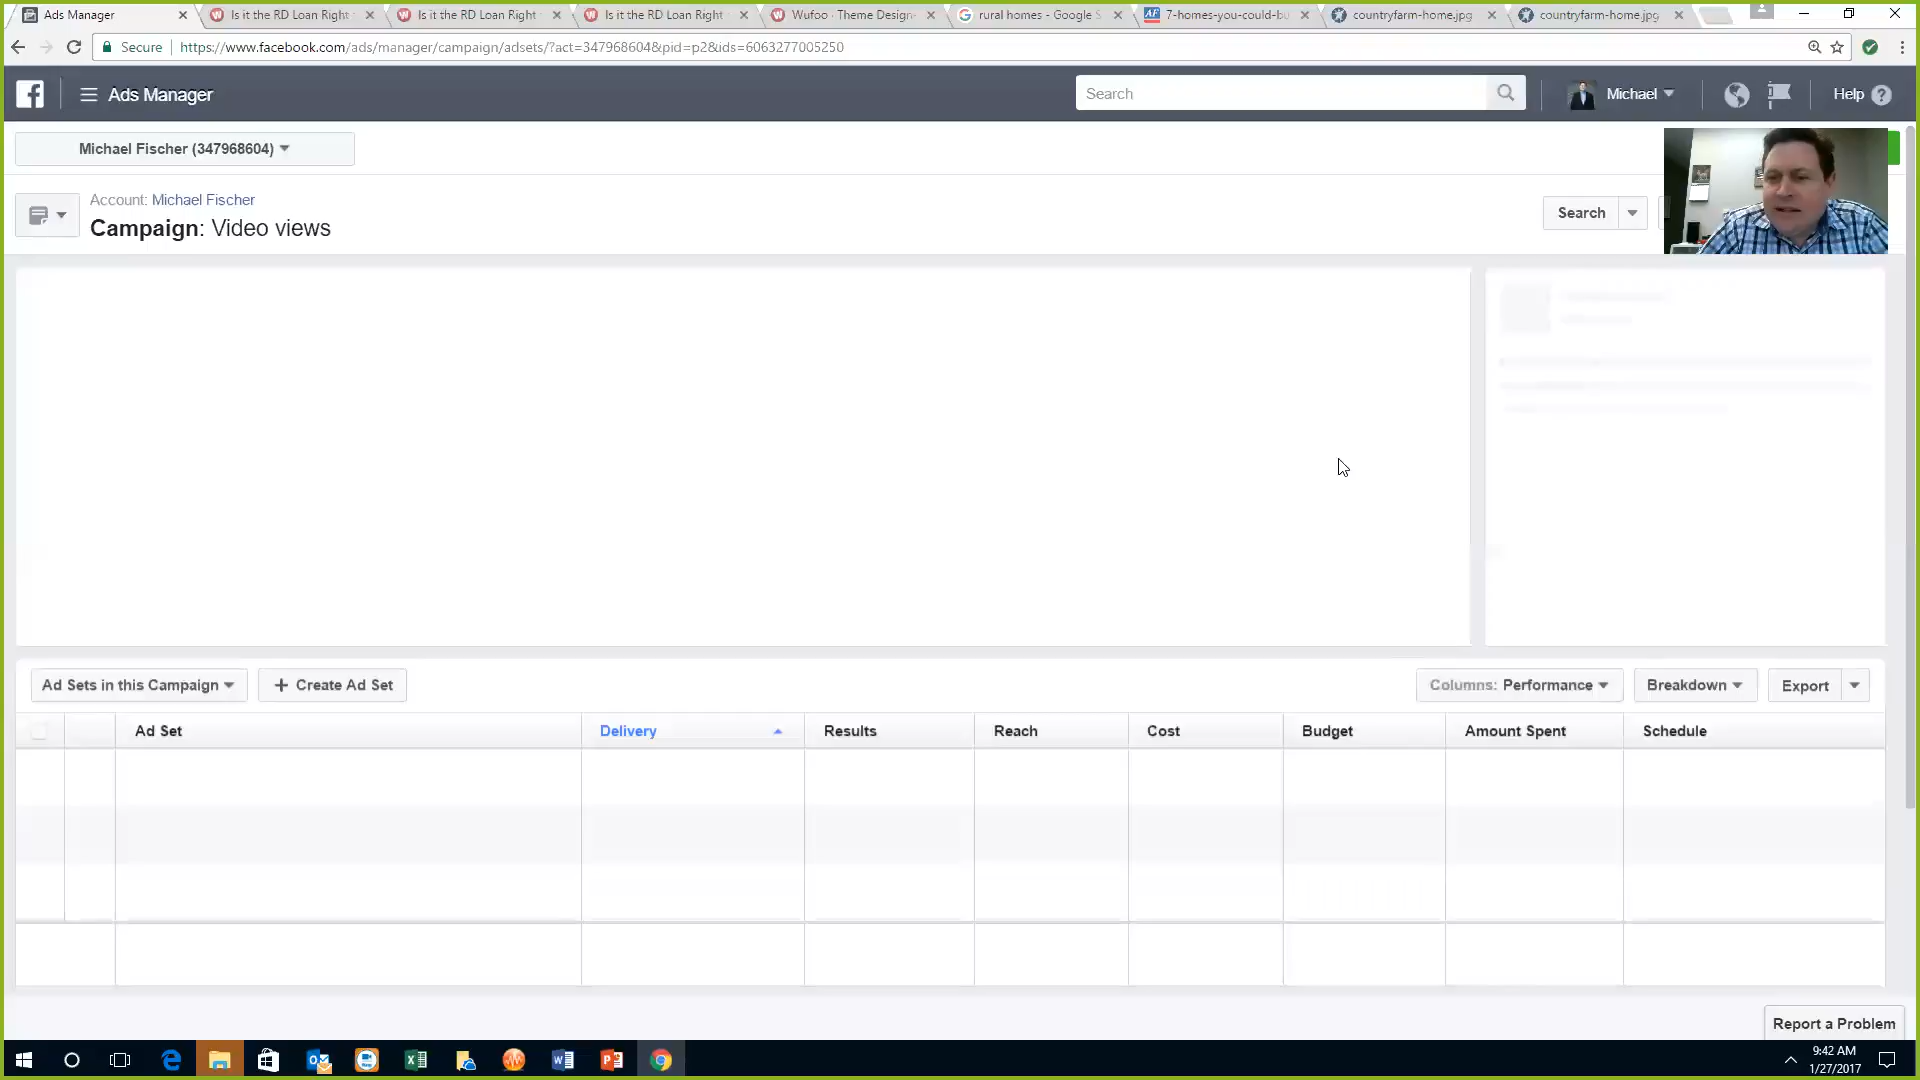 Ads Manager
Is it the RD Loan Right
Is it the RD Loan Right
Is it the RD Loan Right
Wufoo · Theme Design
rural homes - Google S
7-homes-you-could-bu
countryfarm-home.jpg
countryfarm-home.jpg
Secure
https://www.facebook.com/ads/manager/campaign/adsets/?act=347968604&pid=p2&ids=6063277005250
Ads Manager
Search
Michael
Help
Michael Fischer (347968604)
Account: Michael Fischer
Campaign: Video views
Search
Ad Sets in this Campaign
+ Create Ad Set
Columns: Performance
Breakdown
Export
Ad Set
Delivery
Results
Reach
Cost
Budget
Amount Spent
Schedule
Report a Problem
9:42 AM
1/27/2017